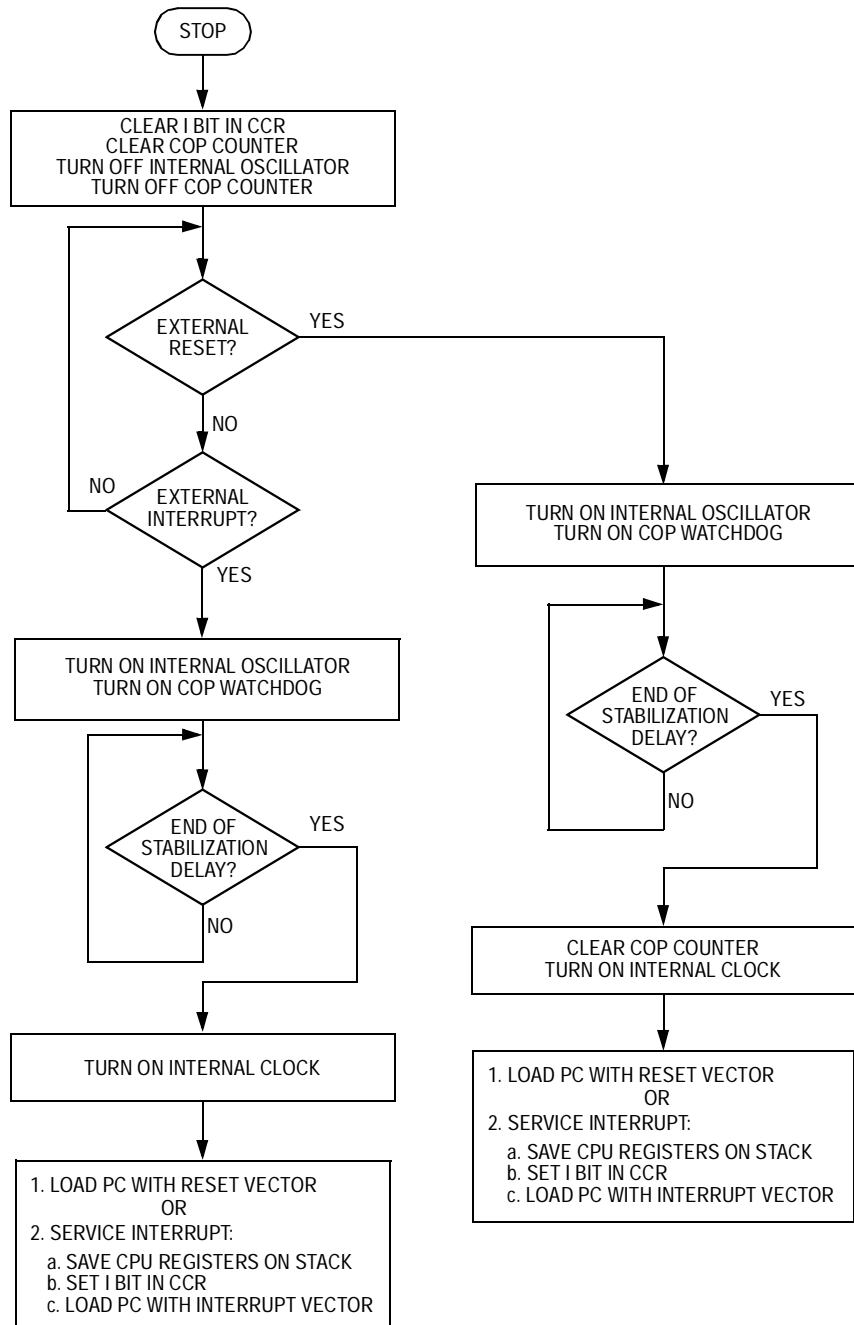 STOP
CLEAR I BIT IN CCR
CLEAR COP COUNTER
TURN OFF INTERNAL OSCILLATOR
TURN OFF COP COUNTER
EXTERNAL
RESET?
YES
NO
EXTERNAL
INTERRUPT?
NO
YES
TURN ON INTERNAL OSCILLATOR
TURN ON COP WATCHDOG
END OF
STABILIZATION
DELAY?
YES
NO
TURN ON INTERNAL CLOCK
1. LOAD PC WITH RESET VECTOR
OR
2. SERVICE INTERRUPT:
a. SAVE CPU REGISTERS ON STACK
b. SET I BIT IN CCR
c. LOAD PC WITH INTERRUPT VECTOR
TURN ON INTERNAL OSCILLATOR
TURN ON COP WATCHDOG
END OF
STABILIZATION
DELAY?
YES
NO
CLEAR COP COUNTER
TURN ON INTERNAL CLOCK
1. LOAD PC WITH RESET VECTOR
OR
2. SERVICE INTERRUPT:
a. SAVE CPU REGISTERS ON STACK
b. SET I BIT IN CCR
c. LOAD PC WITH INTERRUPT VECTOR